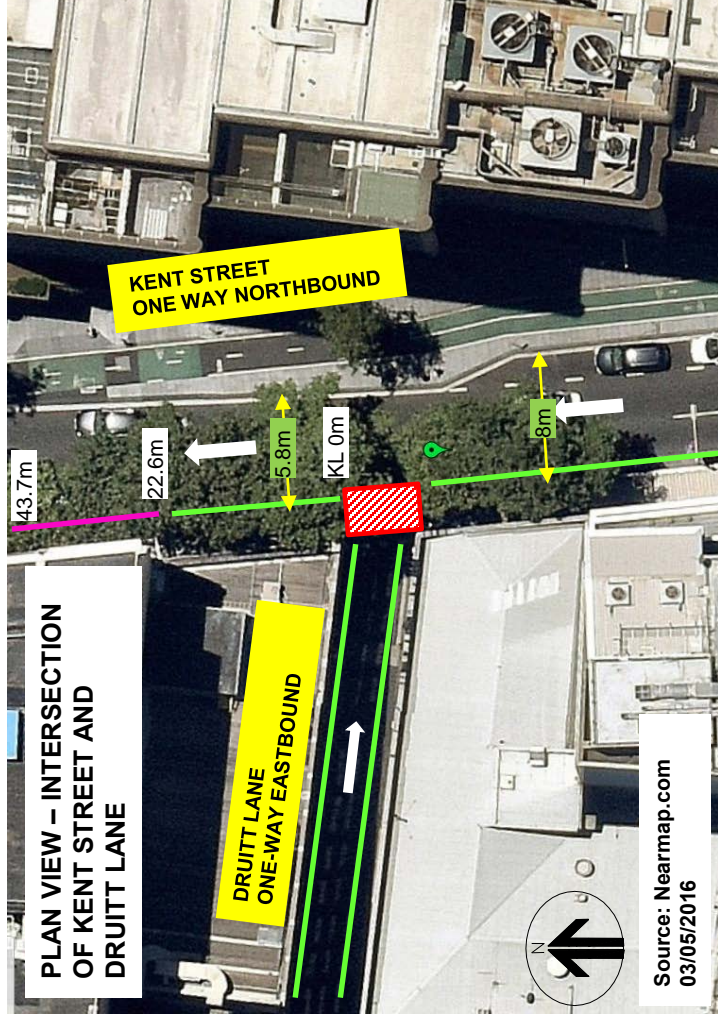 PLAN VIEW – INTERSECTION
OF KENT STREET AND
DRUITT LANE
KENT STREET
ONE WAY NORTHBOUND
43.7m
22.6m
5.8m
KL 0m
8m
DRUITT LANE
ONE-WAY EASTBOUND
N
Source: Nearmap.com
03/05/2016